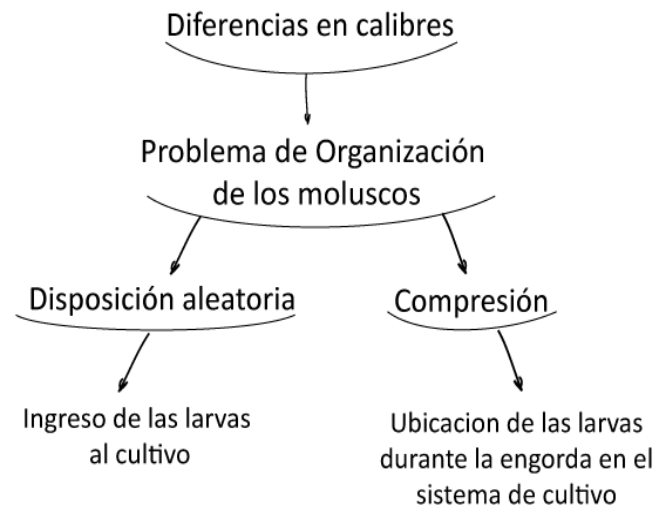 Diferencias en calibres
Problema de Organización
de los moluscos
Disposición aleatoria
Compresión
Ingreso de las larvas
al cultivo
Ubicacion de las larvas
durante la engorda en el
sistema de cultivo